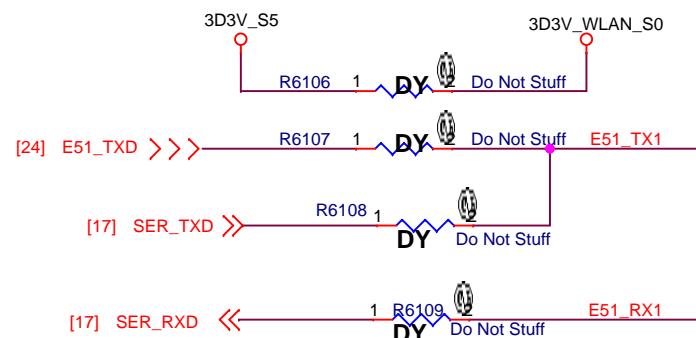 3D3V_S5 3D3V_WLAN_S0
R6106 1 DY 2 Do Not Stuff
[24] E51_TXD R6107 1 DY 2 Do Not Stuff E51_TX1
[17] SER_TXD R6108 1 DY 2 Do Not Stuff
[17] SER_RXD 1 R6109 DY 2 Do Not Stuff E51_RX1